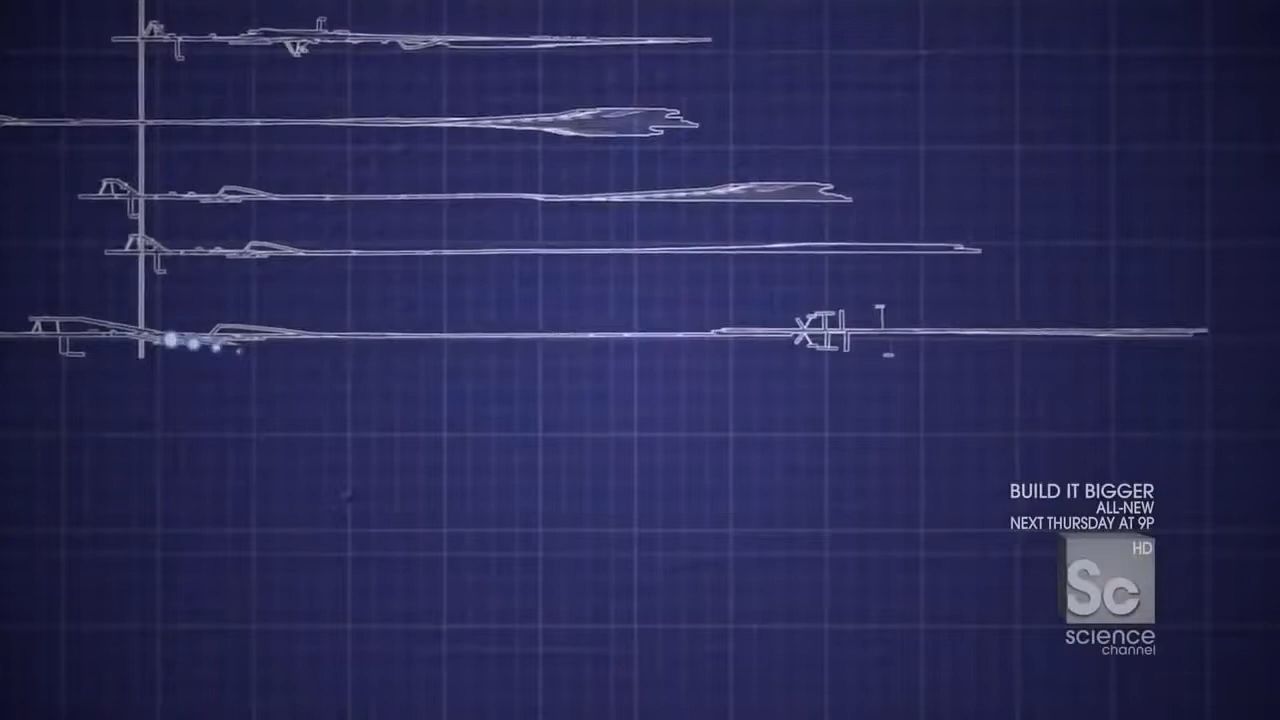 BUILD IT BIGGER
ALL-NEW
NEXT THURSDAY AT 9P
HD
Sc
science
channel